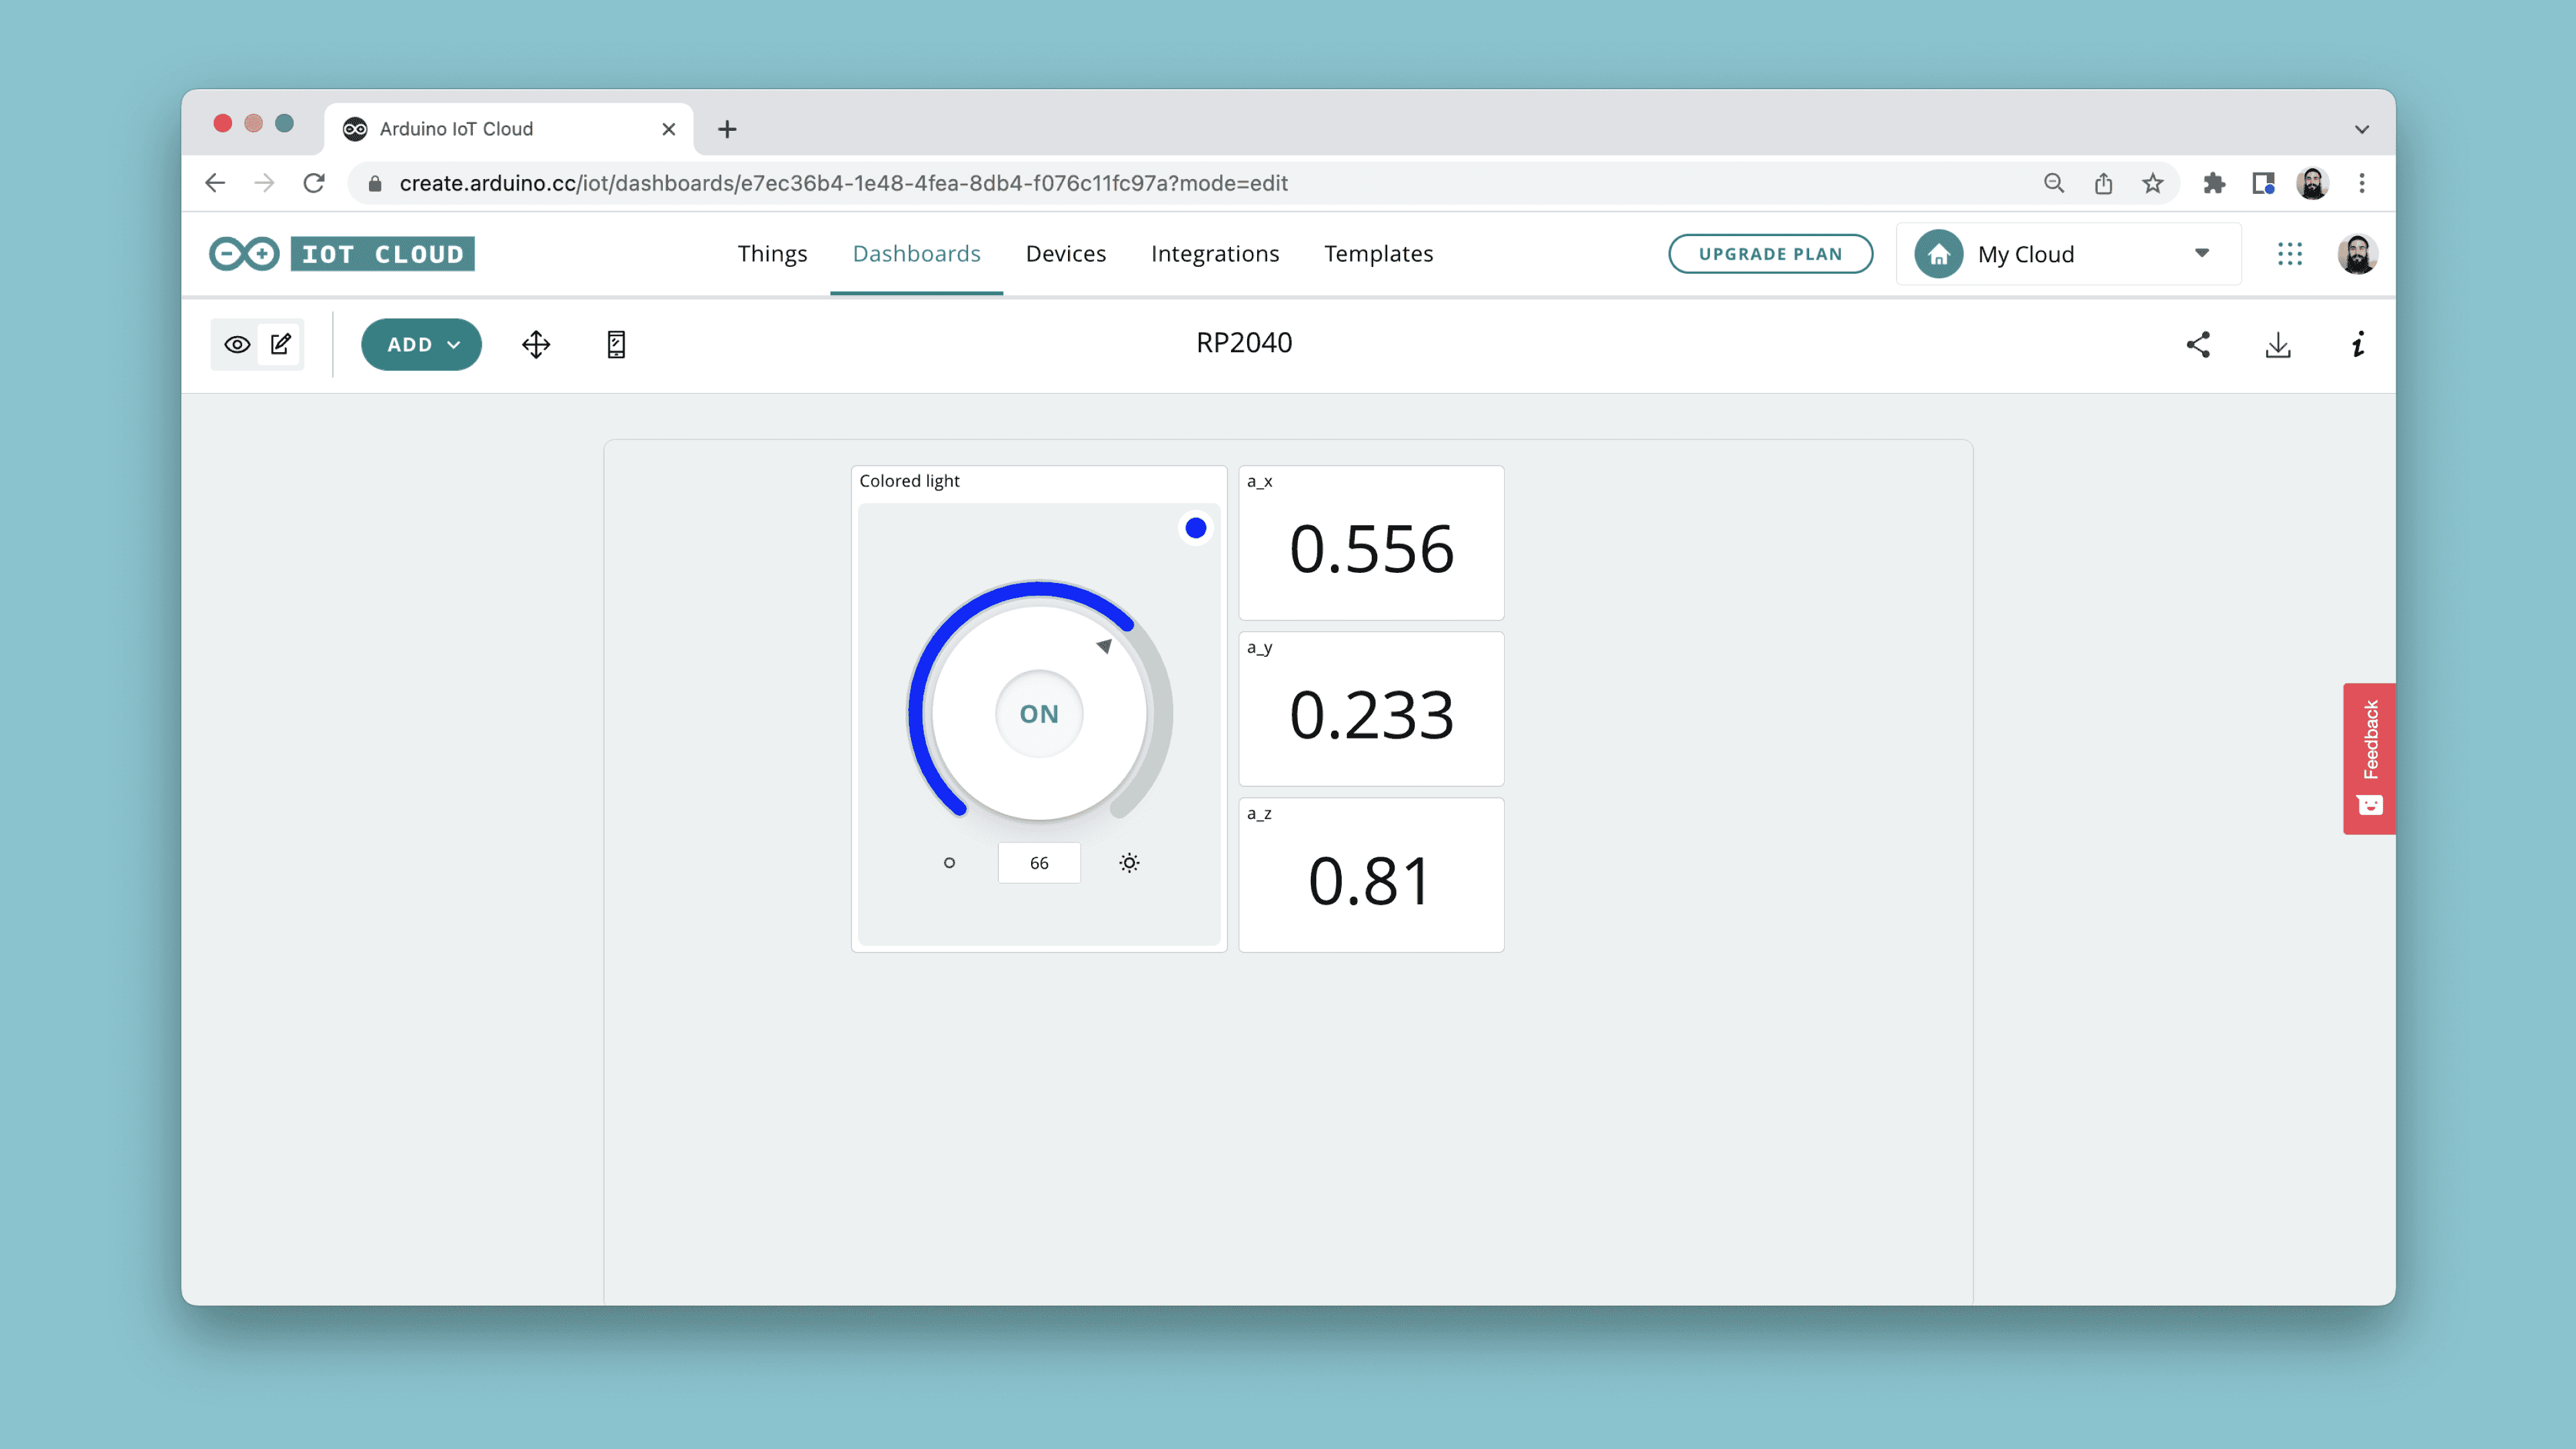 Arduino IoT Cloud
create.arduino.cc/iot/dashboards/e7ec36b4-1e48-4fea-8db4-f076c11fc97a?mode=edit
IOT CLOUD
Things
Dashboards
Devices
Integrations
Templates
UPGRADE PLAN
My Cloud
ADD
RP2040
Colored light
ON
66
a_x
0.556
a_y
0.233
a_z
0.81
Feedback